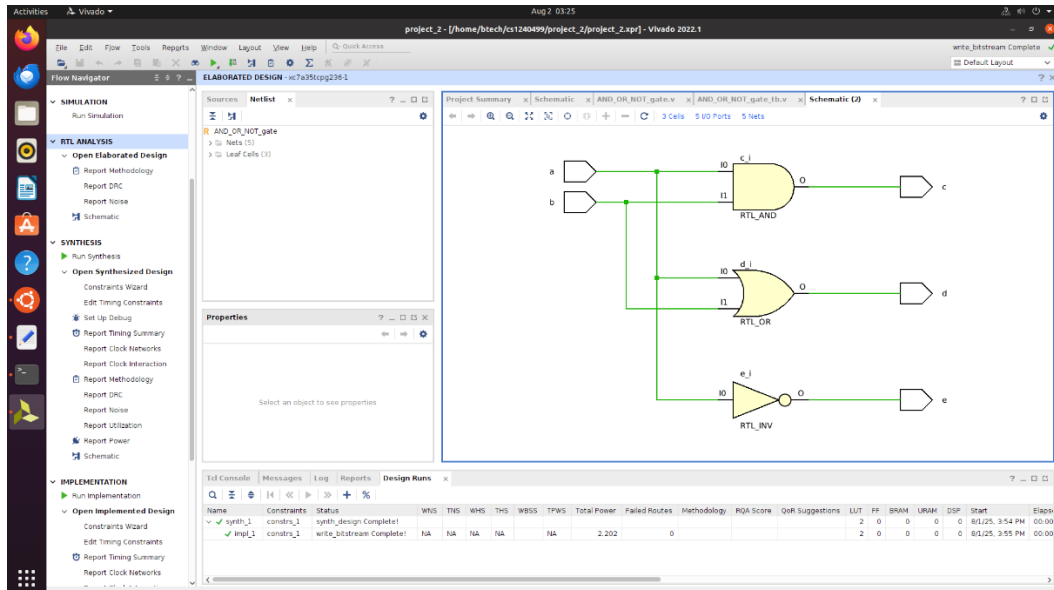 Activities Vivado Aug 2 03:25
project_2 - [/home/btech/cs1240499/project_2/project_2.xpr] - Vivado 2022.1
File Edit Flow Tools Reports Window Layout View Help Quick Access write_bitstream Complete
Default Layout
Flow Navigator
SIMULATION
Run Simulation
RTL ANALYSIS
Open Elaborated Design
Report Methodology
Report DRC
Report Noise
Schematic
SYNTHESIS
Run Synthesis
Open Synthesized Design
Constraints Wizard
Edit Timing Constraints
Set Up Debug
Report Timing Summary
Report Clock Networks
Report Clock Interaction
Report Methodology
Report DRC
Report Noise
Report Utilization
Report Power
Schematic
IMPLEMENTATION
Run Implementation
Open Implemented Design
Constraints Wizard
Edit Timing Constraints
Report Timing Summary
Report Clock Networks
ELABORATED DESIGN - xc7a35tcpg236-1
Sources Netlist
AND_OR_NOT_gate
Nets (5)
Leaf Cells (3)
Properties
Select an object to see properties
Project Summary Schematic AND_OR_NOT_gate.v AND_OR_NOT_gate_tb.v Schematic (2)
3 Cells 5 I/O Ports 5 Nets
a
b
c_i
I0
I1
O
RTL_AND
c
d_i
I0
I1
O
RTL_OR
d
e_i
I0
O
RTL_INV
e
Tcl Console Messages Log Reports Design Runs
Name Constraints Status WNS TNS WHS THS WBSS TPWS Total Power Failed Routes Methodology RQA Score QoR Suggestions LUT FF BRAM URAM DSP Start Elaps
synth_1 constrs_1 synth_design Complete! 2 0 0 0 0 8/1/25, 3:54 PM 00:00
impl_1 constrs_1 write_bitstream Complete! NA NA NA NA NA 2.202 0 2 0 0 0 0 8/1/25, 3:55 PM 00:00